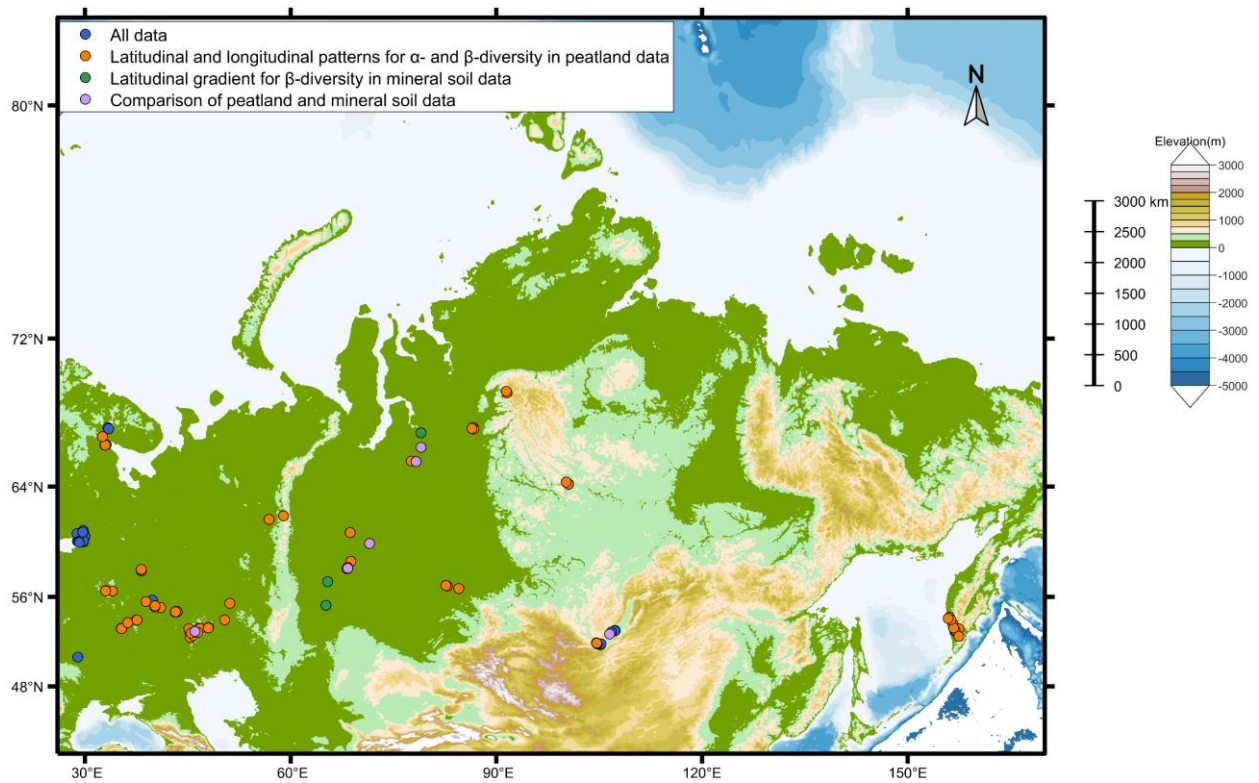 All data
Latitudinal and longitudinal patterns for α- and β-diversity in peatland data
Latitudinal gradient for β-diversity in mineral soil data
Comparison of peatland and mineral soil data
N
80°N
72°N
64°N
56°N
48°N
30°E
60°E
90°E
120°E
150°E
3000 km
2500
2000
1500
1000
500
0
Elevation(m)
3000
2000
1000
0
-1000
-2000
-3000
-4000
-5000